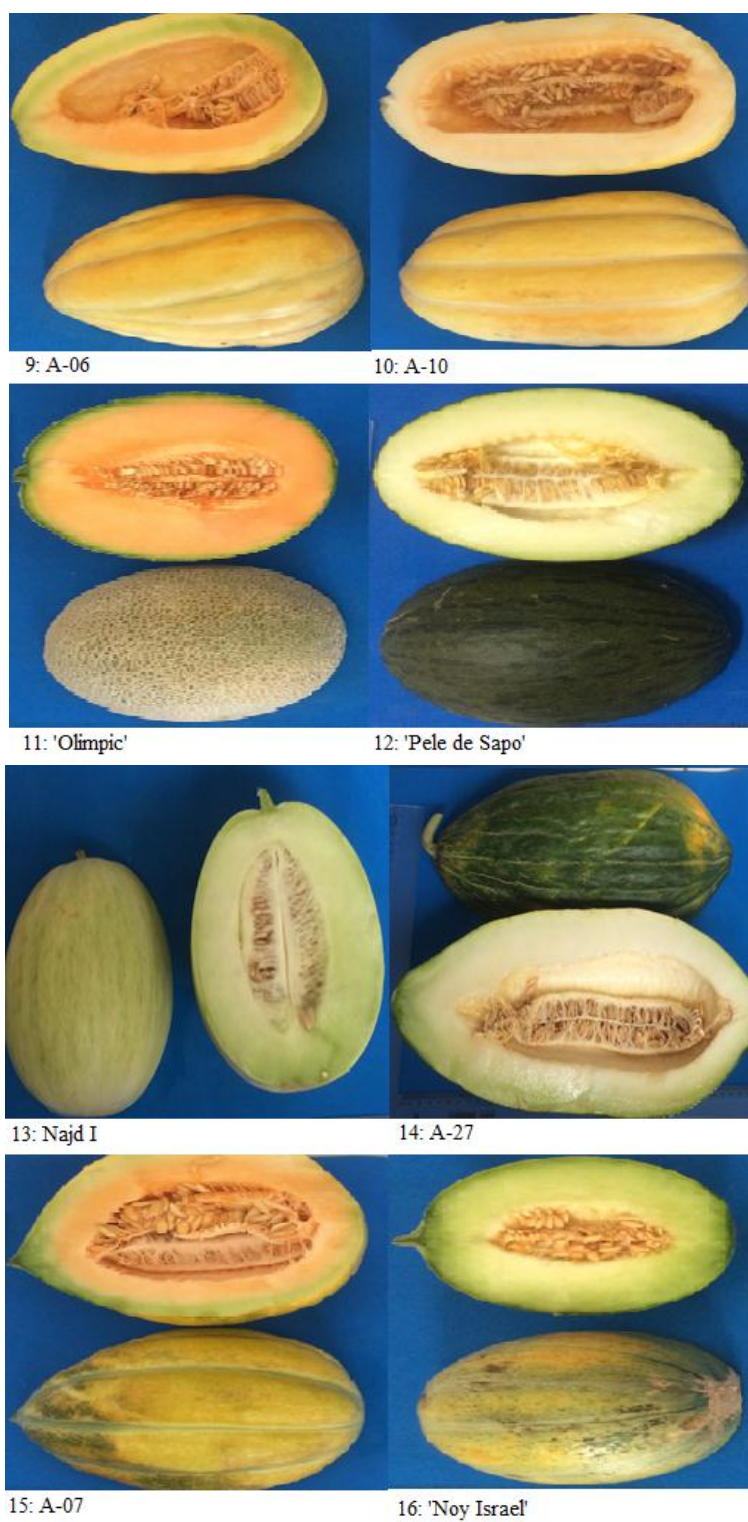 9: A-06
10: A-10
11: 'Olimpic'
12: 'Pele de Sapo'
13: Najd I
14: A-27
15: A-07
16: 'Noy Israel'